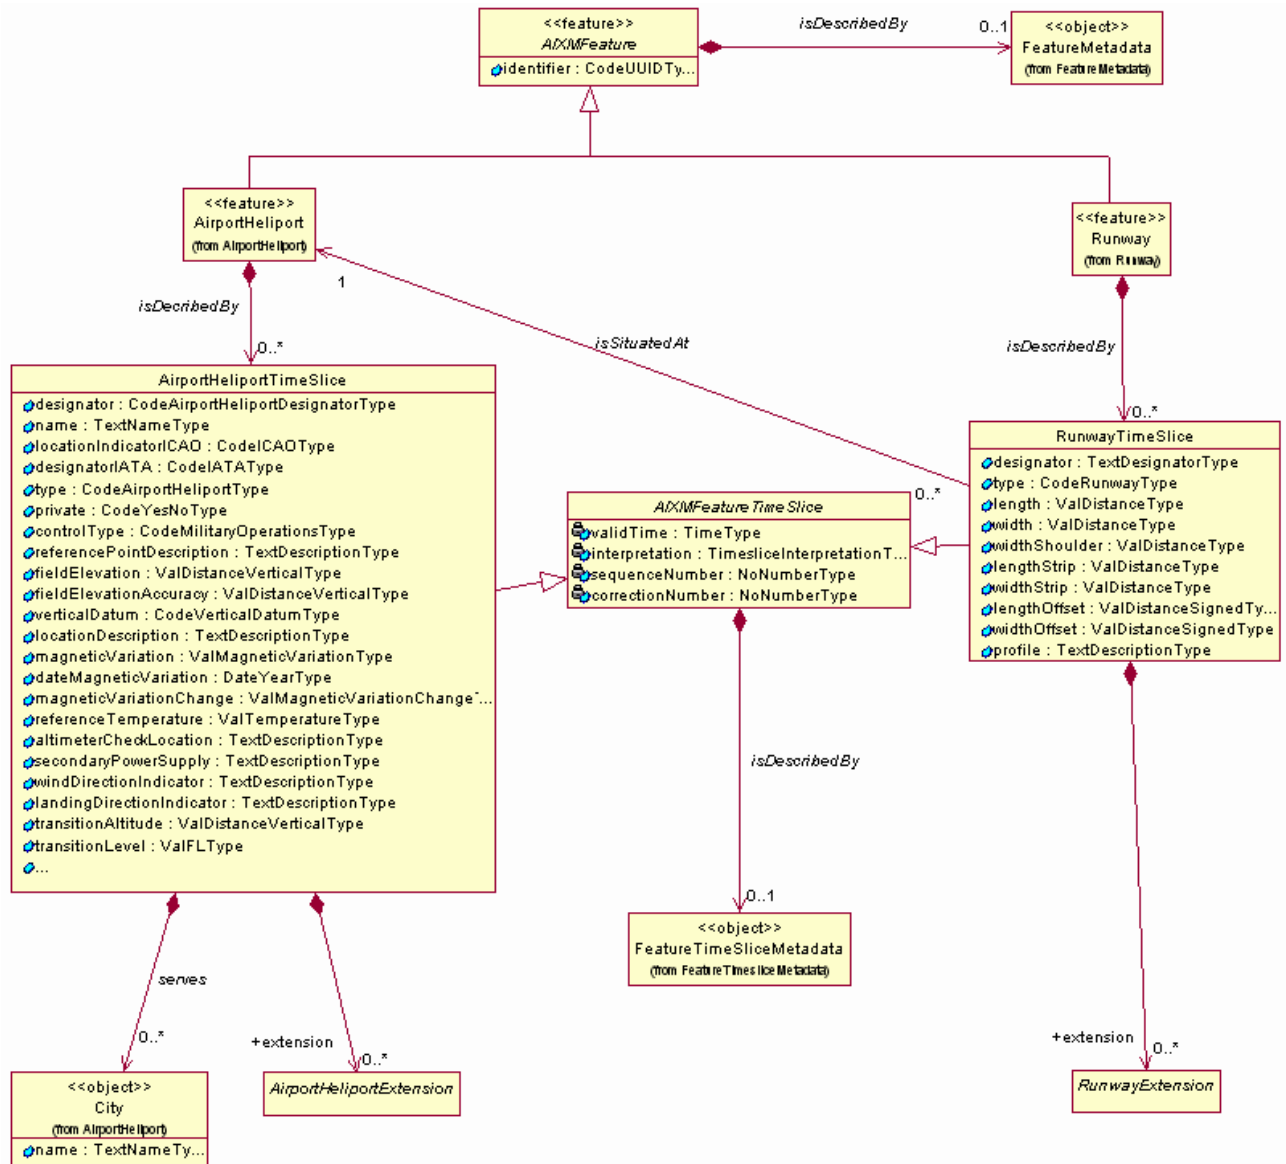 <<feature>>
AIXMFeature
identifier : CodeUUIDTy...
isDescribedBy
0..1
<<object>>
FeatureMetadata
(from FeatureMetadata)
<<feature>>
AirportHeliport
(from AirportHeliport)
<<feature>>
Runway
(from Runway)
1
isDecribedBy
0..*
isSituatedAt
isDescribedBy
0..*
AirportHeliportTimeSlice
designator : CodeAirportHeliportDesignatorType
name : TextNameType
locationIndicatorICAO : CodeICAOType
designatorIATA : CodeIATAType
type : CodeAirportHeliportType
private : CodeYesNoType
controlType : CodeMilitaryOperationsType
referencePointDescription : TextDescriptionType
fieldElevation : ValDistanceVerticalType
fieldElevationAccuracy : ValDistanceVerticalType
verticalDatum : CodeVerticalDatumType
locationDescription : TextDescriptionType
magneticVariation : ValMagneticVariationType
dateMagneticVariation : DateYearType
magneticVariationChange : ValMagneticVariationChangeT...
referenceTemperature : ValTemperatureType
altimeterCheckLocation : TextDescriptionType
secondaryPowerSupply : TextDescriptionType
windDirectionIndicator : TextDescriptionType
landingDirectionIndicator : TextDescriptionType
transitionAltitude : ValDistanceVerticalType
transitionLevel : ValFLType
...
AIXMFeatureTimeSlice
validTime : TimeType
interpretation : TimesliceInterpretationT...
sequenceNumber : NoNumberType
correctionNumber : NoNumberType
0..*
RunwayTimeSlice
designator : TextDesignatorType
type : CodeRunwayType
length : ValDistanceType
width : ValDistanceType
widthShoulder : ValDistanceType
lengthStrip : ValDistanceType
widthStrip : ValDistanceType
lengthOffset : ValDistanceSignedTy...
widthOffset : ValDistanceSignedType
profile : TextDescriptionType
isDescribedBy
0..1
<<object>>
FeatureTimeSliceMetadata
(from FeatureTimesliceMetadata)
serves
0..*
+extension
0..*
+extension
0..*
<<object>>
City
(from AirportHeliport)
name : TextNameTy...
AirportHeliportExtension
RunwayExtension